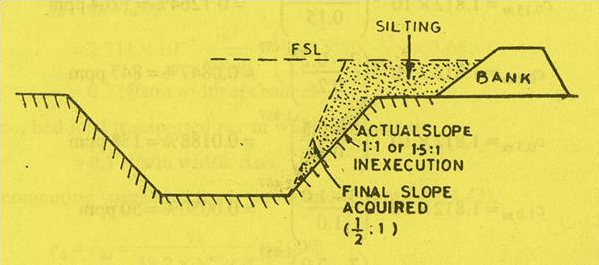 SILTING
FSL
BANK
ACTUAL SLOPE
1:1 or 1.5:1
IN EXECUTION
FINAL SLOPE
ACQUIRED
(1/2:1)